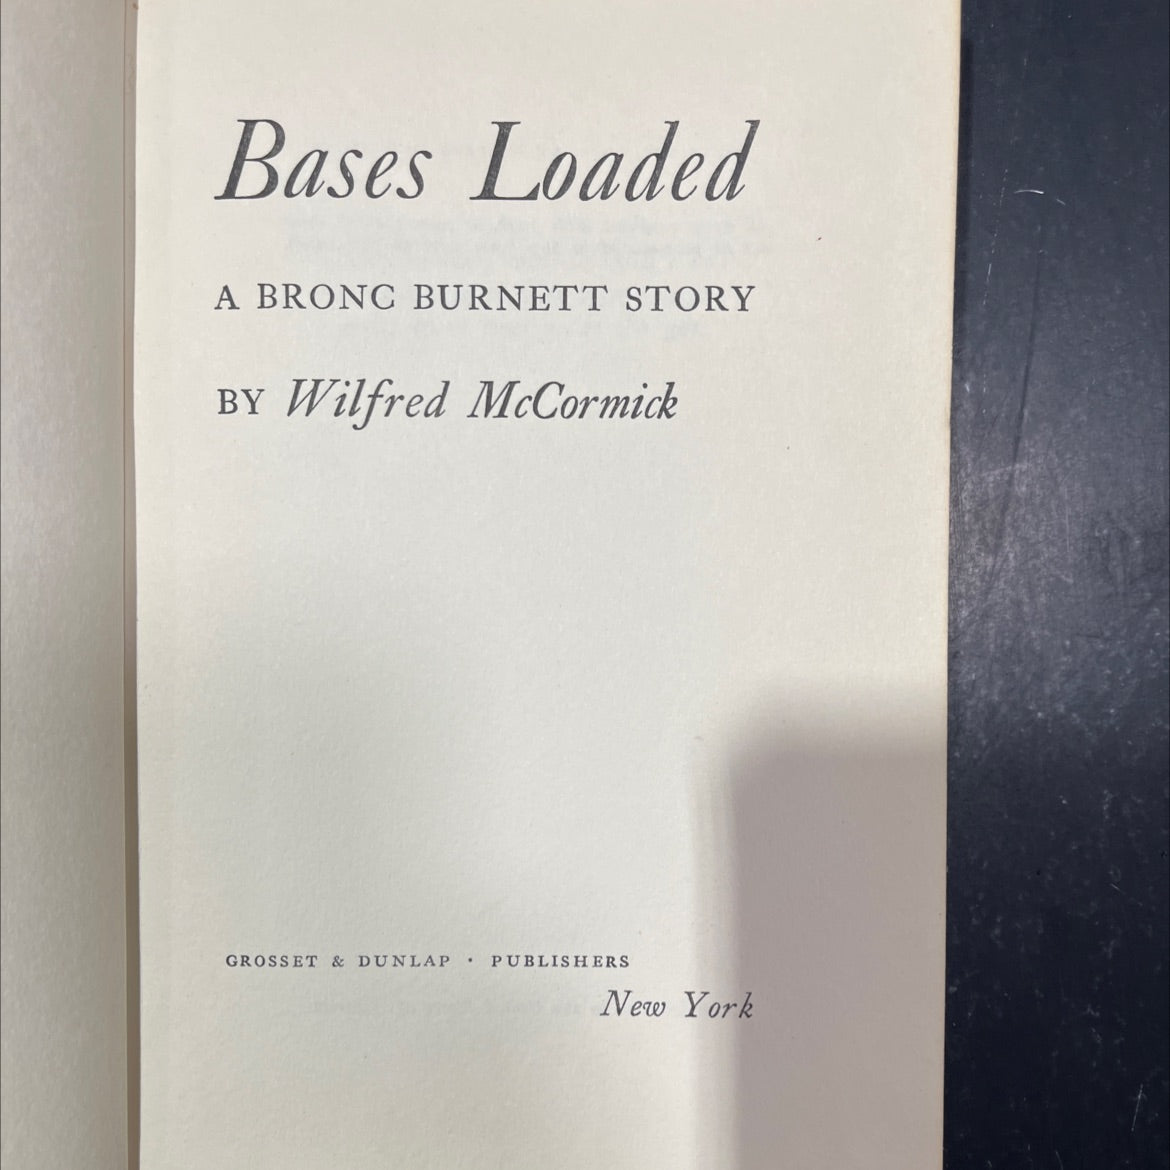 Bases Loaded
A BRONC BURNETT STORY
BY Wilfred McCormick
GROSSET & DUNLAP · PUBLISHERS
New York